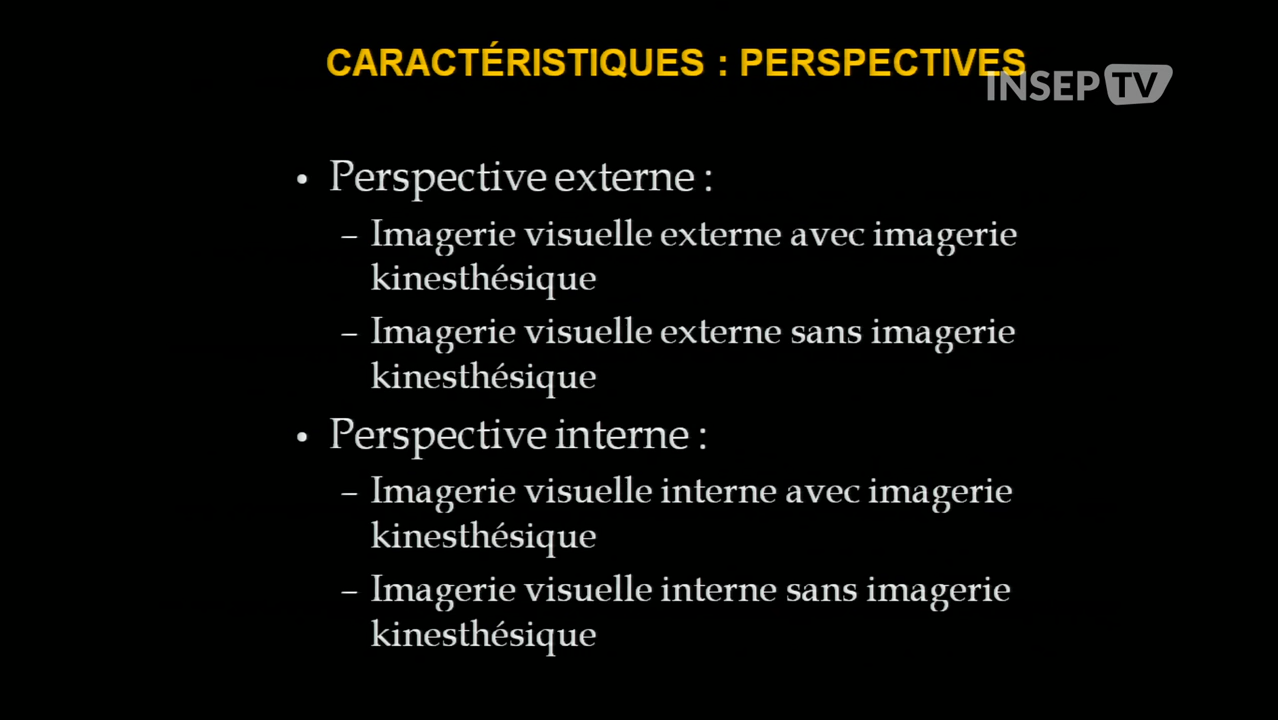 CARACTÉRISTIQUES : PERSPECTIVES
INSEP TV
• Perspective externe :
– Imagerie visuelle externe avec imagerie
kinesthésique
– Imagerie visuelle externe sans imagerie
kinesthésique
• Perspective interne :
– Imagerie visuelle interne avec imagerie
kinesthésique
– Imagerie visuelle interne sans imagerie
kinesthésique